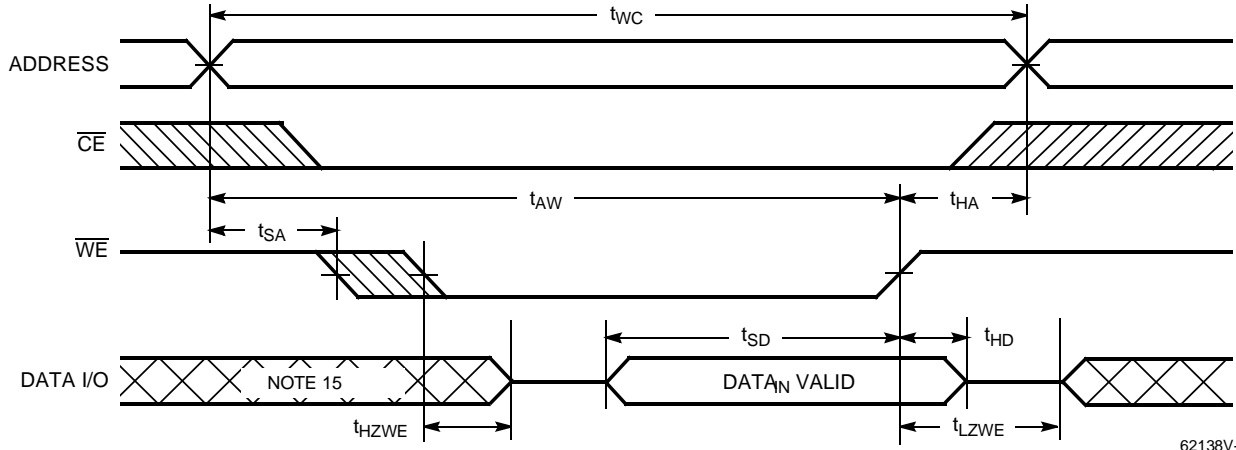 tWC
ADDRESS
CE
tAW
tHA
tSA
WE
tSD
tHD
DATA I/O
NOTE 15
DATAIN VALID
tHZWE
tLZWE
62138V-